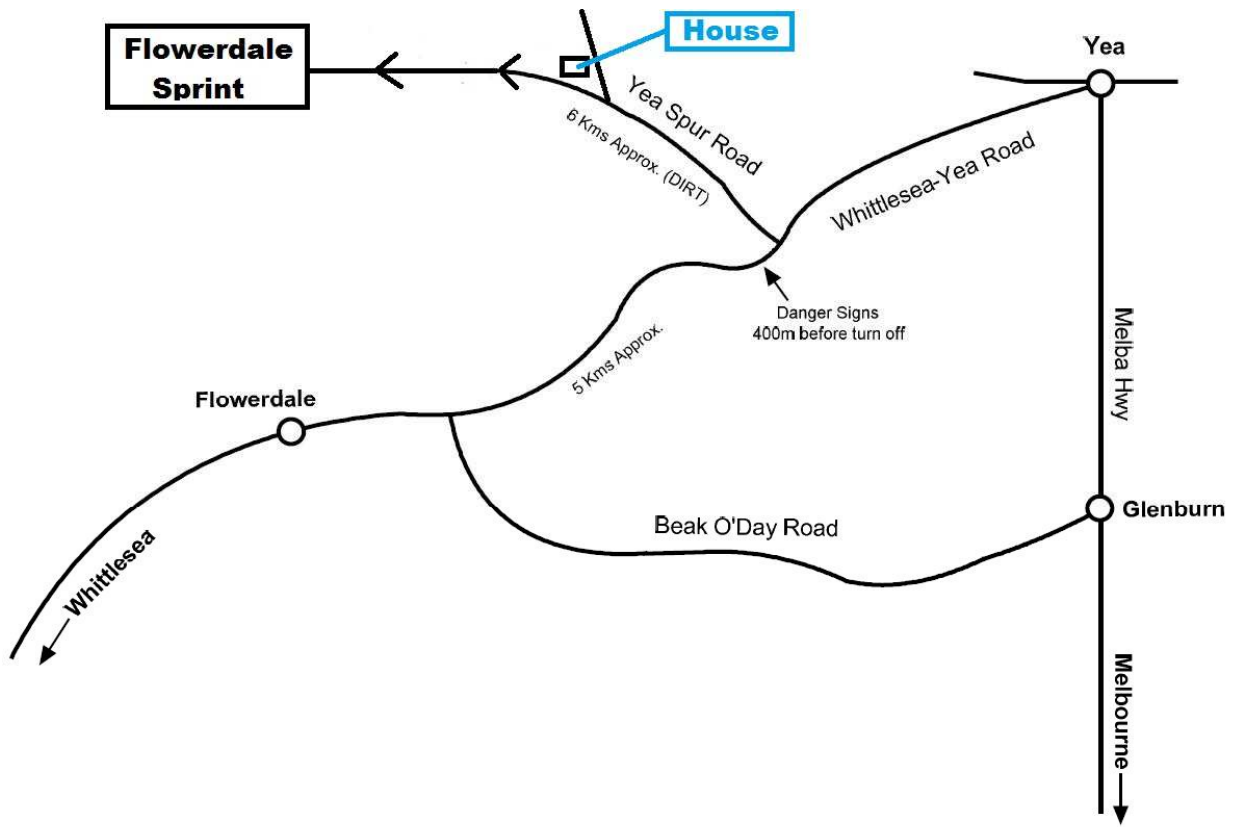 Flowerdale
Sprint
House
Yea
Yea Spur Road
6 Kms Approx. (DIRT)
Whittlesea-Yea Road
Danger Signs
400m before turn off
5 Kms Approx.
Melba Hwy
Flowerdale
Whittlesea
Beak O'Day Road
Glenburn
Melbourne